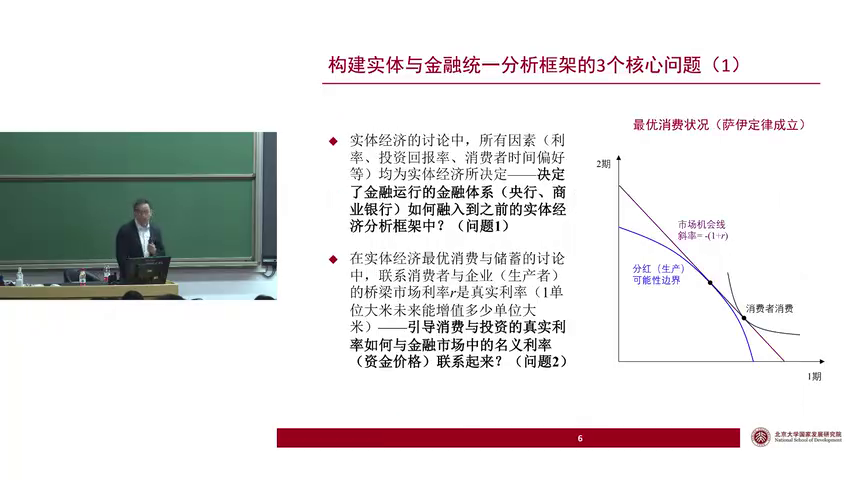 构建实体与金融统一分析框架的3个核心问题（1）
实体经济的讨论中，所有因素（利
率、投资回报率、消费者时间偏好
等）均为实体经济所决定——决定
了金融运行的金融体系（央行、商
业银行）如何融入到之前的实体经
济分析框架中？（问题1）
在实体经济最优消费与储蓄的讨论
中，联系消费者与企业（生产者）
的桥梁市场利率r是真实利率（1单
位大米未来能增值多少单位大
米）——引导消费与投资的真实利
率如何与金融市场中的名义利率
（资金价格）联系起来？（问题2）
最优消费状况（萨伊定律成立）
2期
市场机会线
斜率= -(1+r)
分红（生产）
可能性边界
消费者消费
1期
6
北京大学国家发展研究院
National School of Development